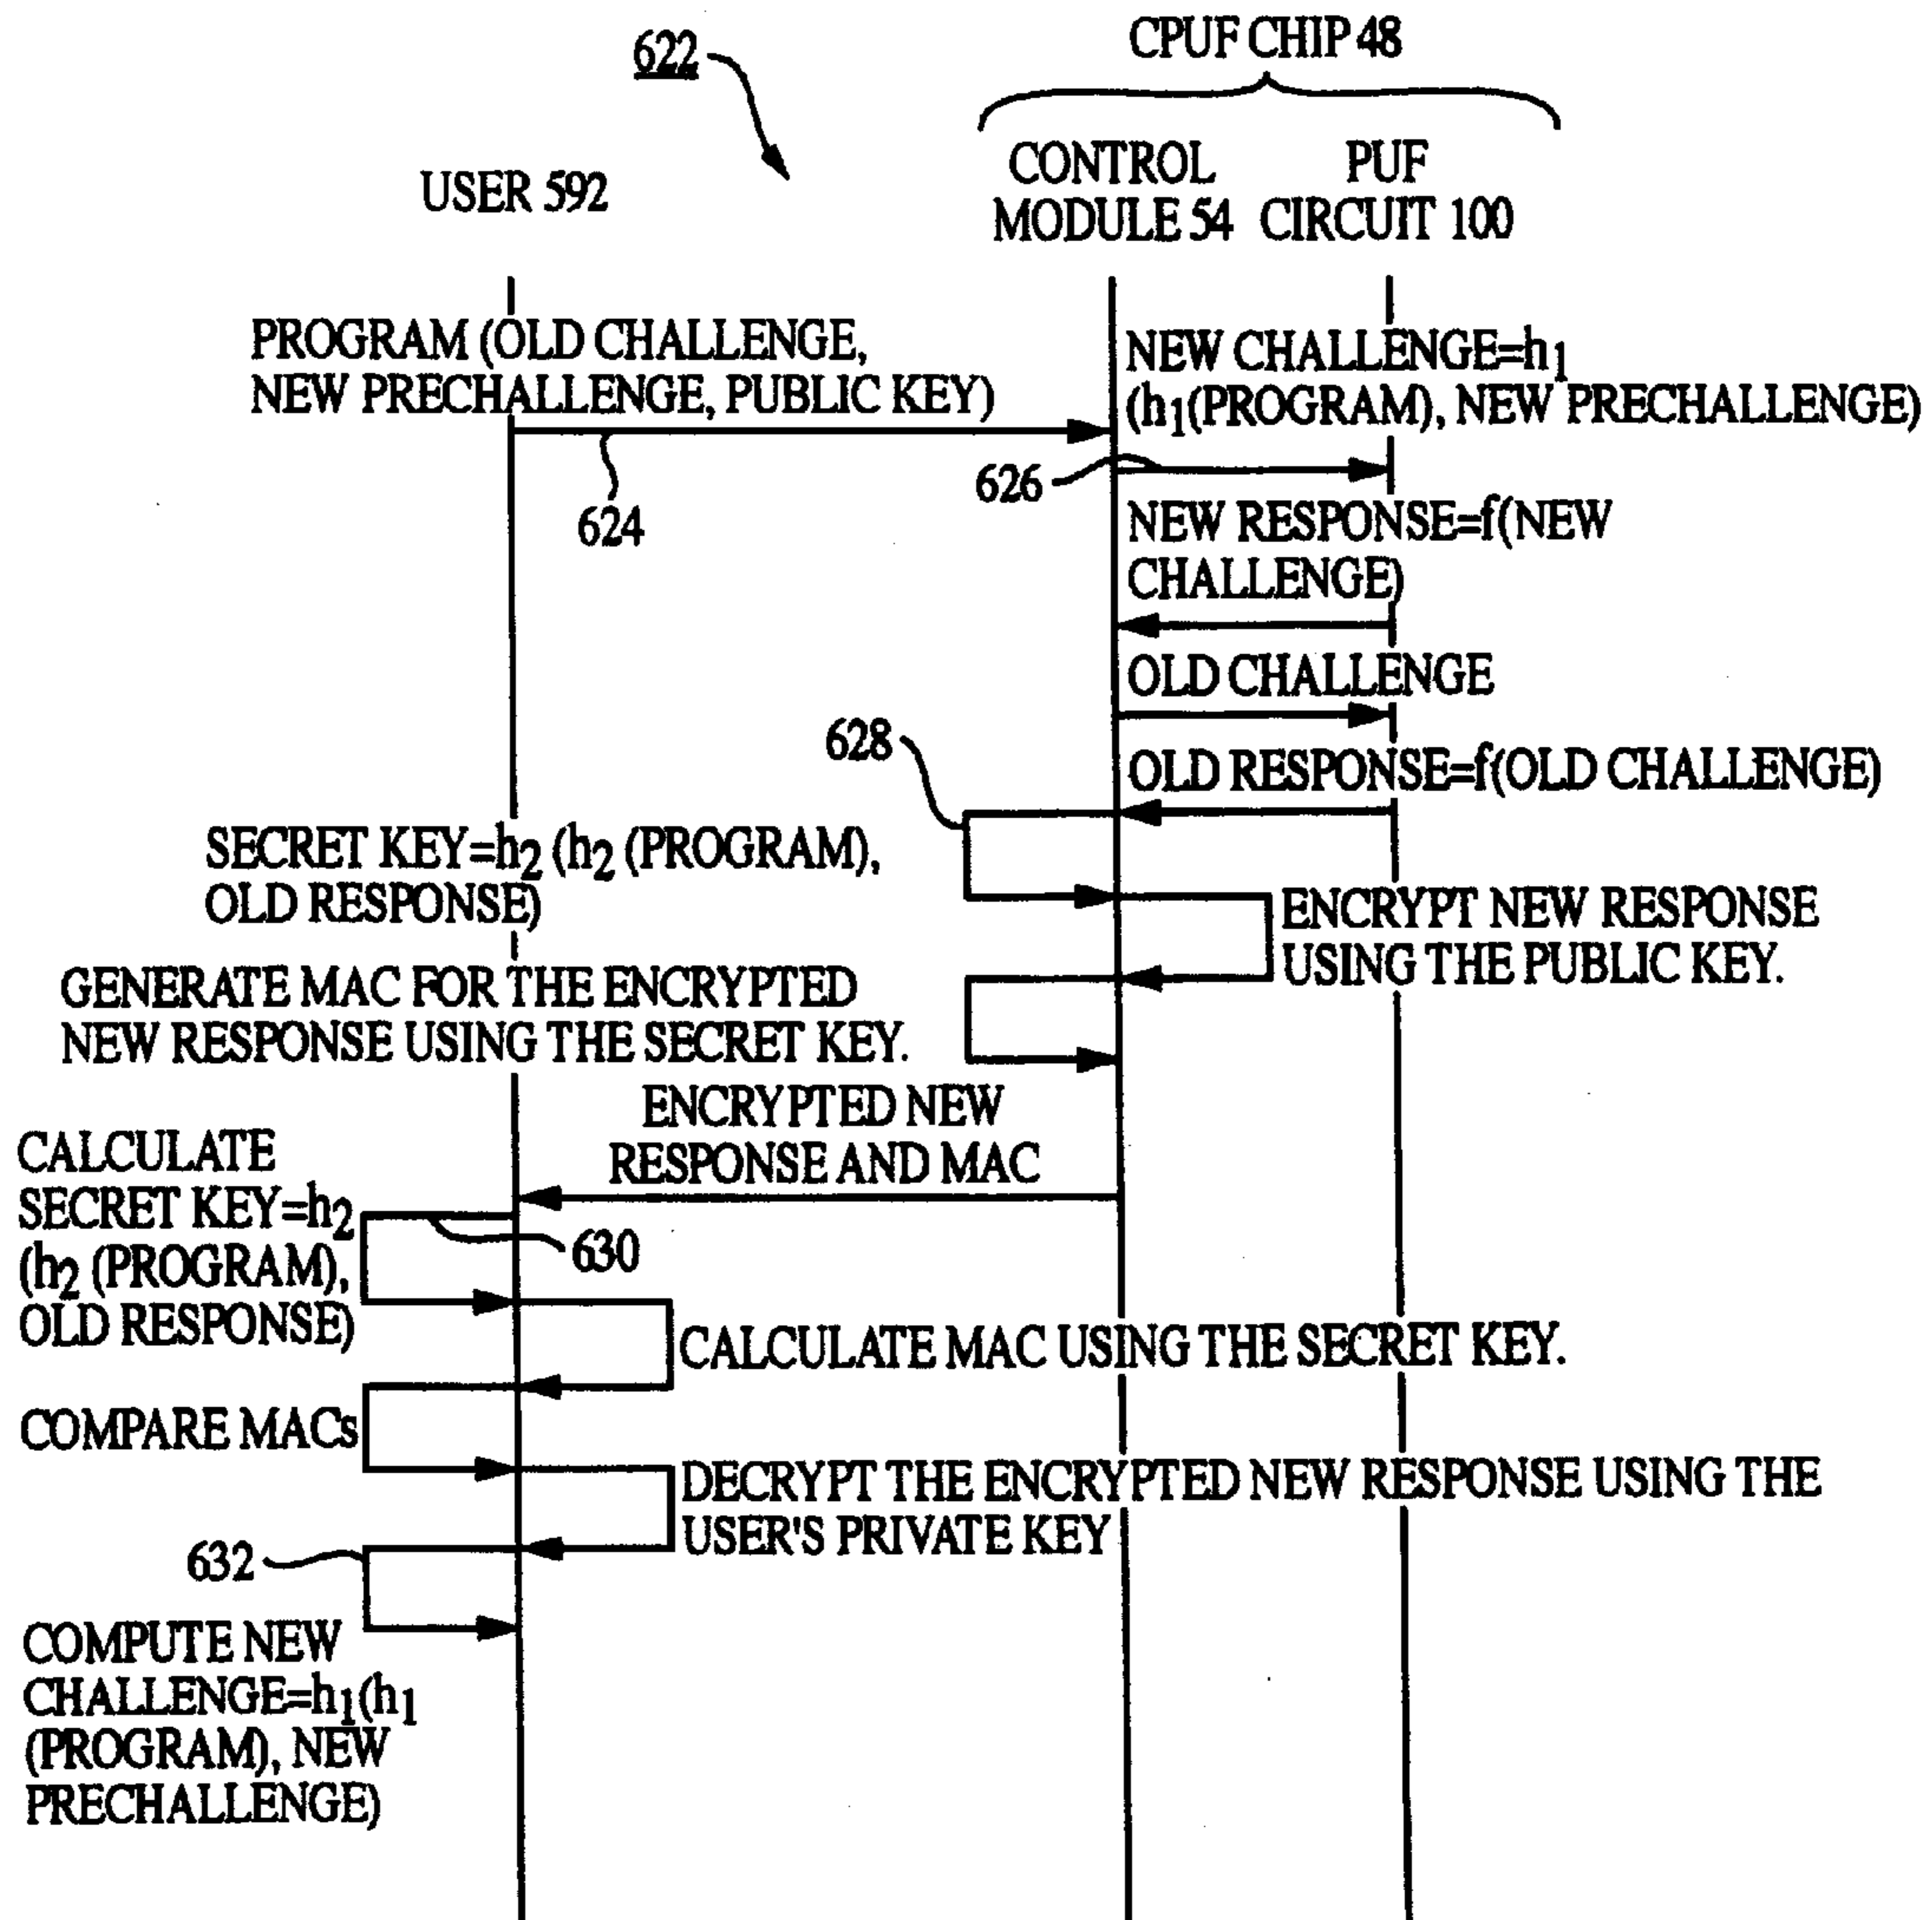 622
CPUF CHIP 48
USER 592
CONTROL
MODULE 54
PUF
CIRCUIT 100
PROGRAM (OLD CHALLENGE,
NEW PRECHALLENGE, PUBLIC KEY)
624
NEW CHALLENGE=h1
(h1(PROGRAM), NEW PRECHALLENGE)
626
NEW RESPONSE=f(NEW
CHALLENGE)
OLD CHALLENGE
628
OLD RESPONSE=f(OLD CHALLENGE)
SECRET KEY=h2 (h2 (PROGRAM),
OLD RESPONSE)
ENCRYPT NEW RESPONSE
USING THE PUBLIC KEY.
GENERATE MAC FOR THE ENCRYPTED
NEW RESPONSE USING THE SECRET KEY.
ENCRYPTED NEW
RESPONSE AND MAC
CALCULATE
SECRET KEY=h2
(h2 (PROGRAM),
OLD RESPONSE)
630
CALCULATE MAC USING THE SECRET KEY.
COMPARE MACs
DECRYPT THE ENCRYPTED NEW RESPONSE USING THE
USER'S PRIVATE KEY
632
COMPUTE NEW
CHALLENGE=h1(h1
(PROGRAM), NEW
PRECHALLENGE)